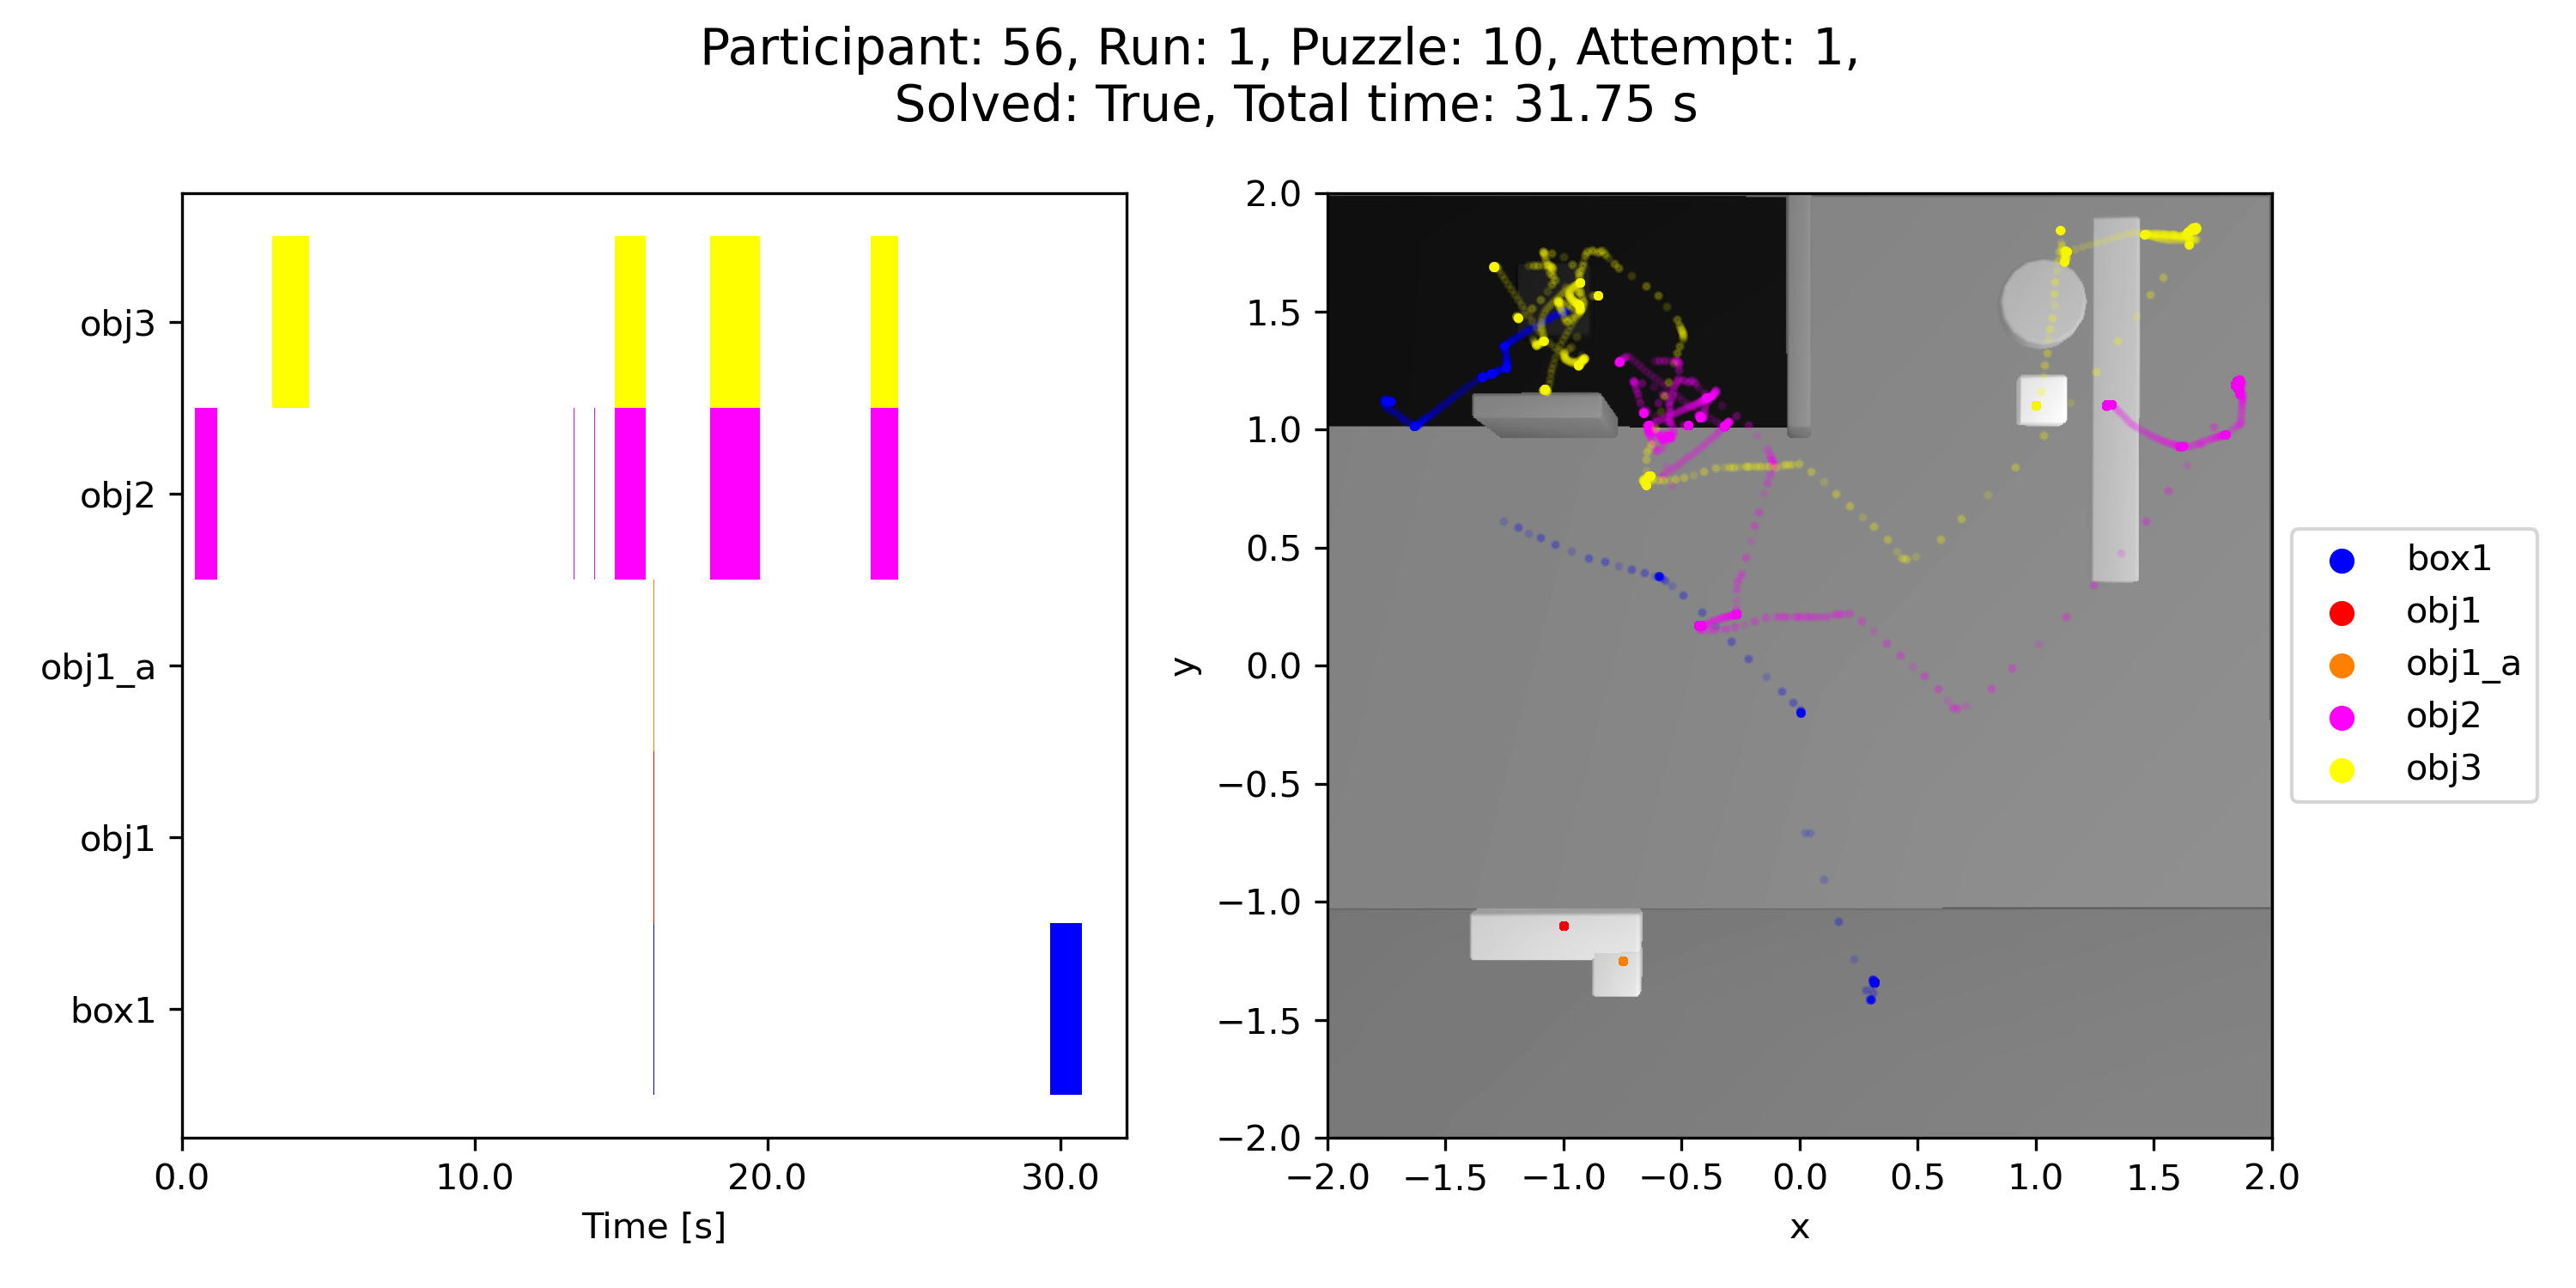 Participant: 56, Run: 1, Puzzle: 10, Attempt: 1,
Solved: True, Total time: 31.75 s
obj3
obj2
obj1_a
obj1
box1
0.0 10.0 20.0 30.0
Time [s]
2.0
1.5
1.0
0.5
0.0
−0.5
−1.0
−1.5
−2.0
y
−2.0 −1.5 −1.0 −0.5 0.0 0.5 1.0 1.5 2.0
x
box1
obj1
obj1_a
obj2
obj3